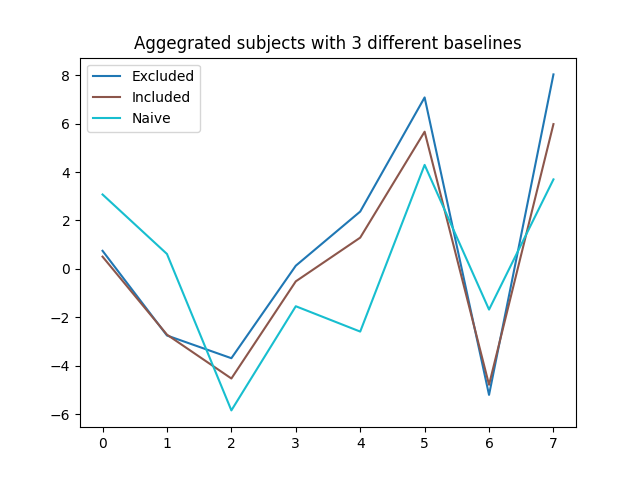 Aggegrated subjects with 3 different baselines
Excluded
Included
Naive
8
6
4
2
0
−2
−4
−6
0 1 2 3 4 5 6 7